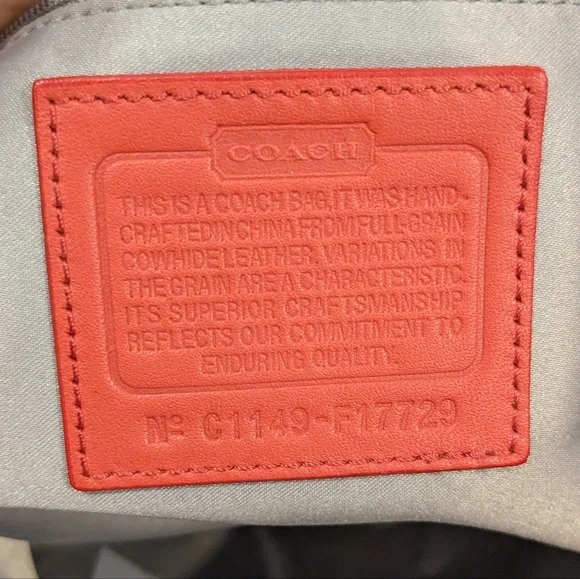 COACH
THIS IS A COACH BAG. IT WAS HAND-
CRAFTED IN CHINA FROM FULL-GRAIN
COWHIDE LEATHER. VARIATIONS IN
THE GRAIN ARE A CHARACTERISTIC.
ITS SUPERIOR CRAFTSMANSHIP
REFLECTS OUR COMMITMENT TO
ENDURING QUALITY.
Nº C1149-F17729